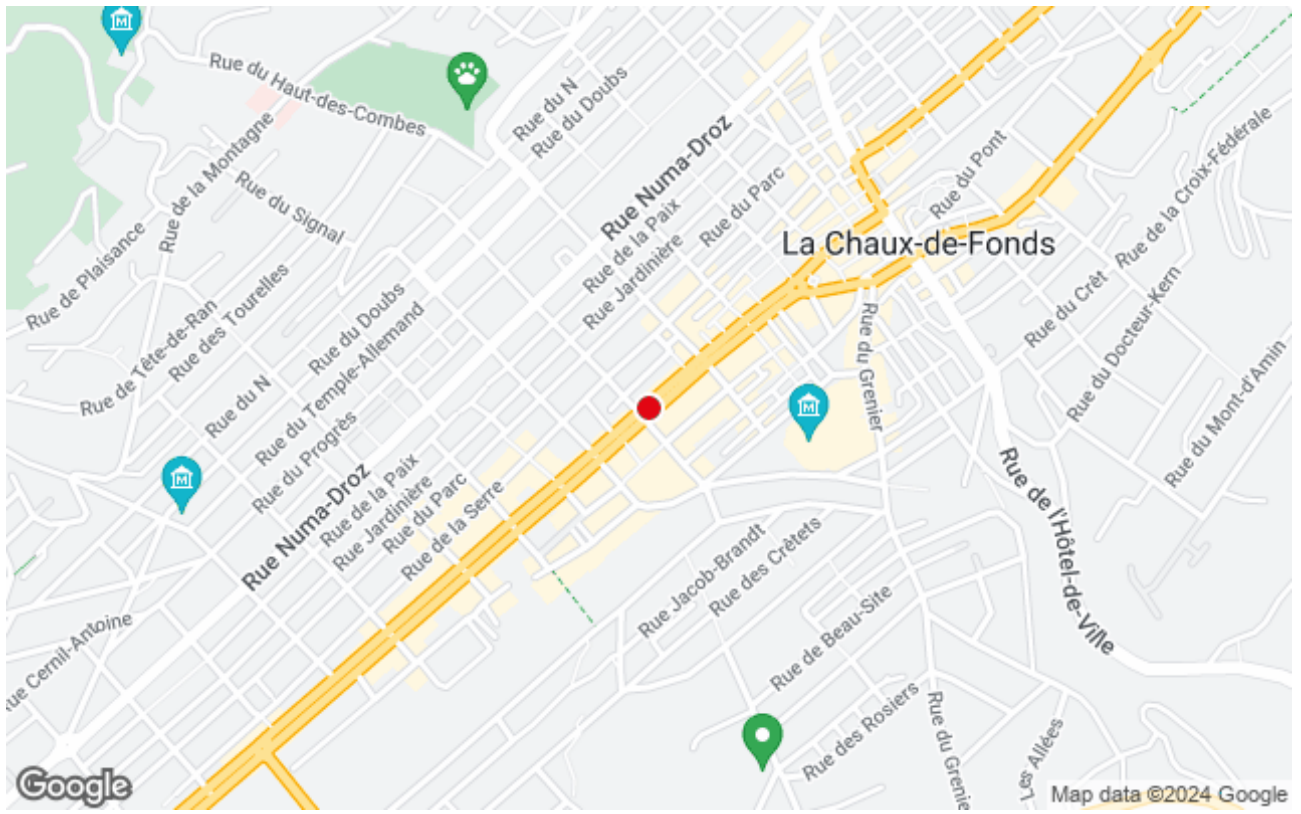 Rue du Haut-des-Combes
Rue du N
Rue du Doubs
Rue Numa-Droz
Rue de la Montagne
Rue du Signal
Rue du Parc
Rue de la Paix
Rue Jardinière
Rue du Pont
Rue de la Croix-Fédérale
La Chaux-de-Fonds
Rue de Plaisance
Rue de Tête-de-Ran
Rue des Tourelles
Rue du Doubs
Rue du Temple-Allemand
Rue du N
Rue du Progrès
Rue du Grenier
Rue du Crêt
Rue du Docteur-Kern
Rue du Mont-d'Amin
Rue Numa-Droz
Rue de la Paix
Rue Jardinière
Rue du Parc
Rue de la Serre
Rue de l'Hôtel-de-Ville
Rue Jacob-Brandt
Rue des Crêtets
Rue de Beau-Site
Rue Cernil-Antoine
Rue des Rosiers
Rue du Grenier
Les Allées
M
M
M
Google
Map data ©2024 Google